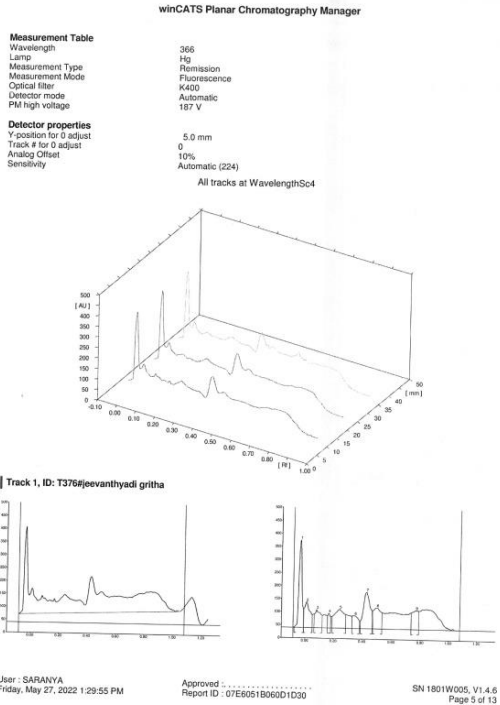 winCATS Planar Chromatography Manager
Measurement Table
Wavelength 366
Lamp Hg
Measurement Type Remission
Measurement Mode Fluorescence
Optical filter K400
Detector mode Automatic
PM high voltage 187 V
Detector properties
Y-position for 0 adjust 5.0 mm
Track # for 0 adjust 0
Analog Offset 10%
Sensitivity Automatic (224)
All tracks at WavelengthSc4
500
[ AU ]
400
350
300
250
200
150
100
50
0
-0.10 0.00 0.10 0.20 0.30 0.40 0.50 0.60 0.70 0.80 [ Rf ] 1.00
0 5 10 15 20 25 30 35 40 [ mm ] 50
Track 1, ID: T376#jeevanthyadi gritha
User : SARANYA
Friday, May 27, 2022 1:29:55 PM
Approved :....................
Report ID : 07E6051B060D1D30
SN 1801W005, V1.4.6
Page 5 of 13